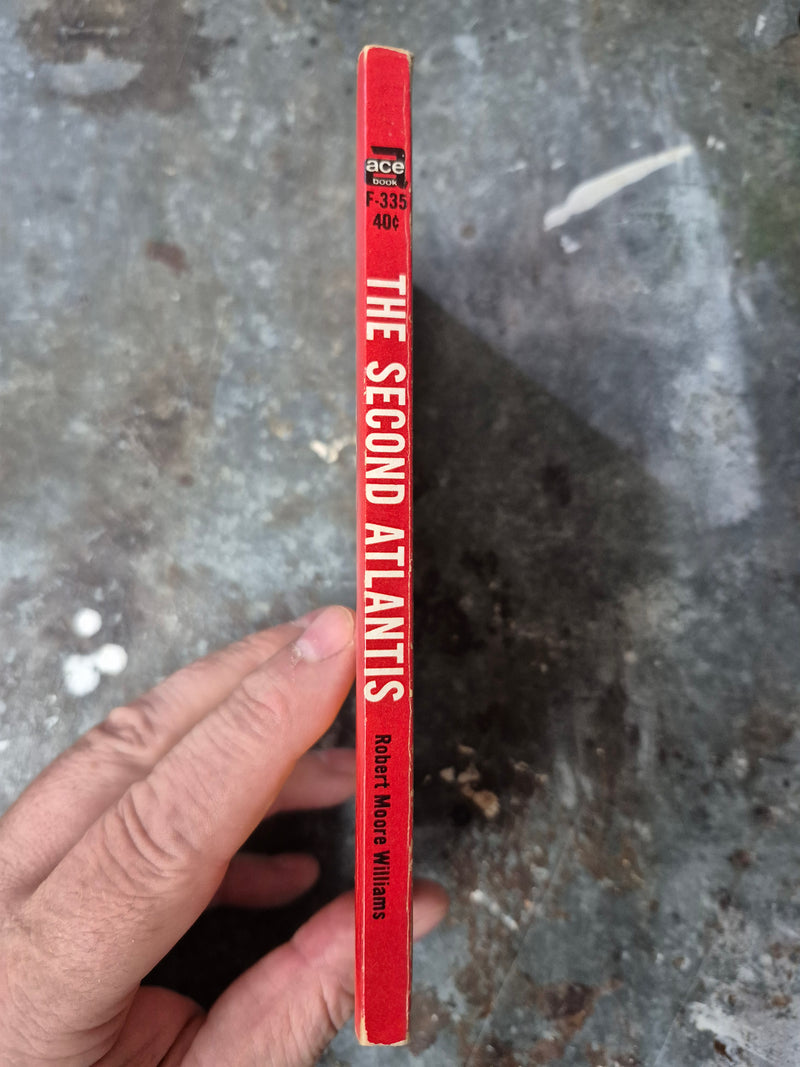 ace
book
F-335
40¢
THE SECOND ATLANTIS
Robert Moore Williams